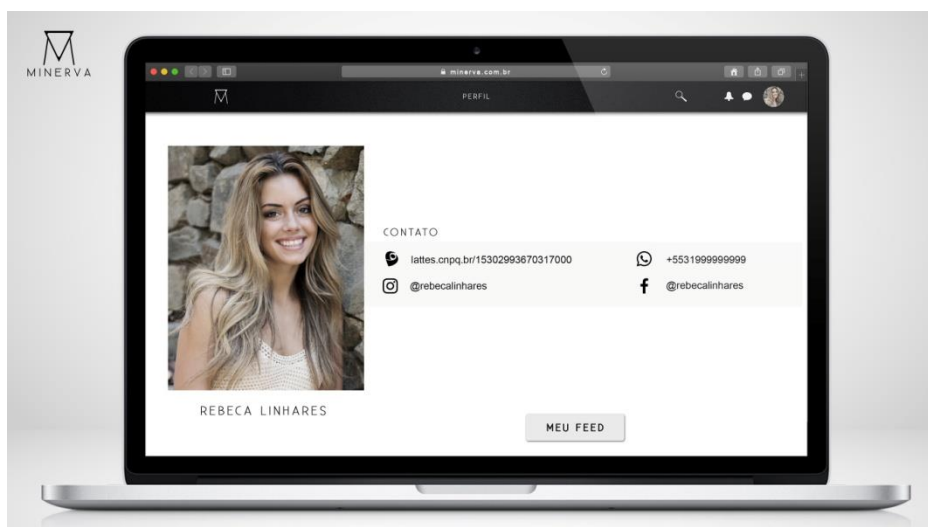 MINERVA
minerva.com.br
PERFIL
REBECA LINHARES
CONTATO
lattes.cnpq.br/15302993670317000
+5531999999999
@rebecalinhares
@rebecalinhares
MEU FEED